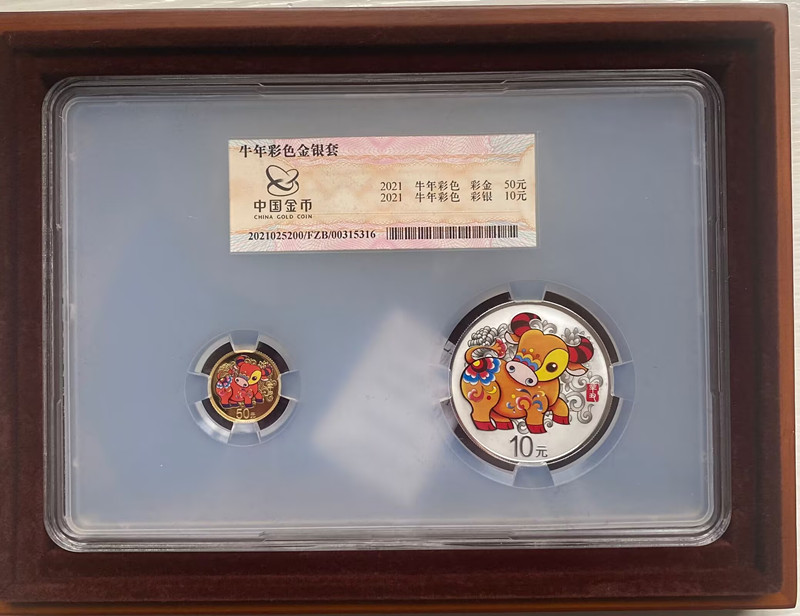 牛年彩色金银套
中国金币
CHINA GOLD COIN
2021 牛年彩色 彩金 50元
2021 牛年彩色 彩银 10元
2021025200/FZB/00315316
50元
10元